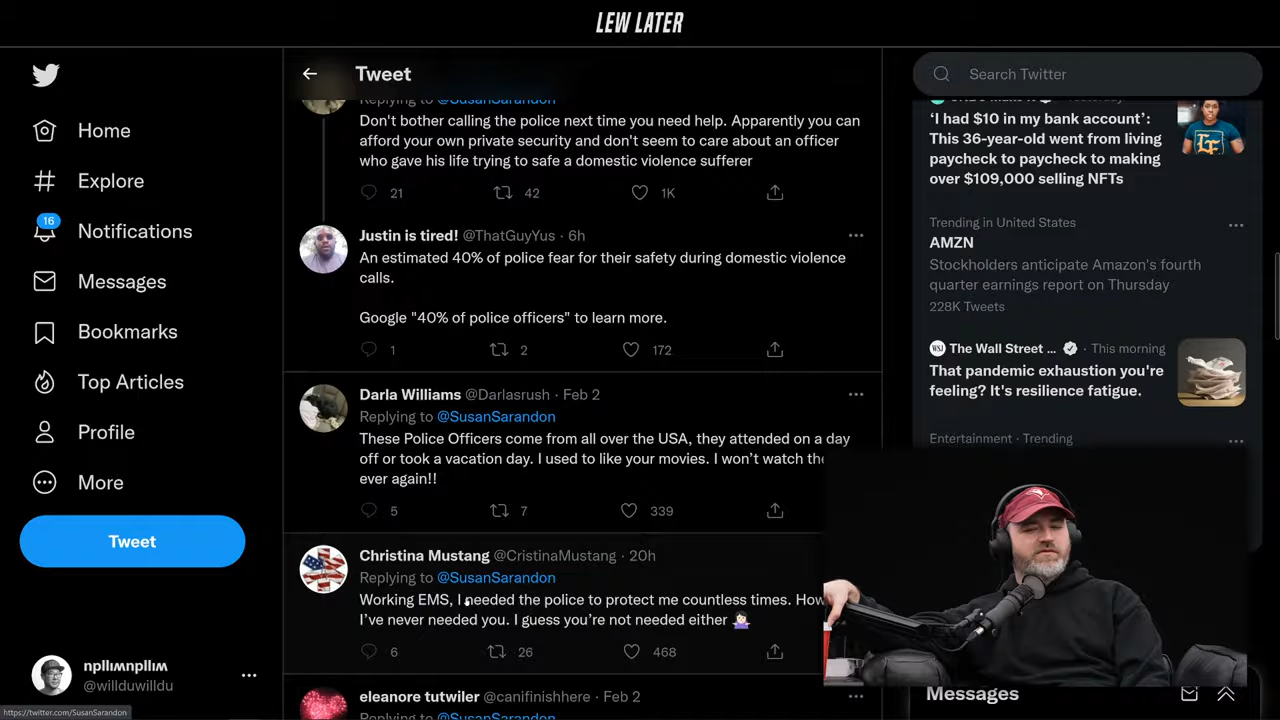 LEW LATER
Home
Explore
16
Notifications
Messages
Bookmarks
Top Articles
Profile
More
Tweet
npllıмnpllıм
@willduwilldu
https://twitter.com/SusanSarandon
Tweet
Replying to @SusanSarandon
Don't bother calling the police next time you need help. Apparently you can
afford your own private security and don't seem to care about an officer
who gave his life trying to safe a domestic violence sufferer
21 42 1K
Justin is tired! @ThatGuyYus · 6h
An estimated 40% of police fear for their safety during domestic violence
calls.
Google "40% of police officers" to learn more.
1 2 172
Darla Williams @Darlasrush · Feb 2
Replying to @SusanSarandon
These Police Officers come from all over the USA, they attended on a day
off or took a vacation day. I used to like your movies. I won't watch
ever again!!
5 7 339
Christina Mustang @CristinaMustang · 20h
Replying to @SusanSarandon
Working EMS, I needed the police to protect me countless times.
I've never needed you. I guess you're not needed either 🤷🏻‍♀️
6 26 468
eleanore tutwiler @canifinishhere · Feb 2
Replying to @SusanSarandon
Search Twitter
'I had $10 in my bank account':
This 36-year-old went from living
paycheck to paycheck to making
over $109,000 selling NFTs
Trending in United States
AMZN
Stockholders anticipate Amazon's fourth
quarter earnings report on Thursday
228K Tweets
The Wall Street ... · This morning
That pandemic exhaustion you're
feeling? It's resilience fatigue.
Entertainment · Trending
Messages